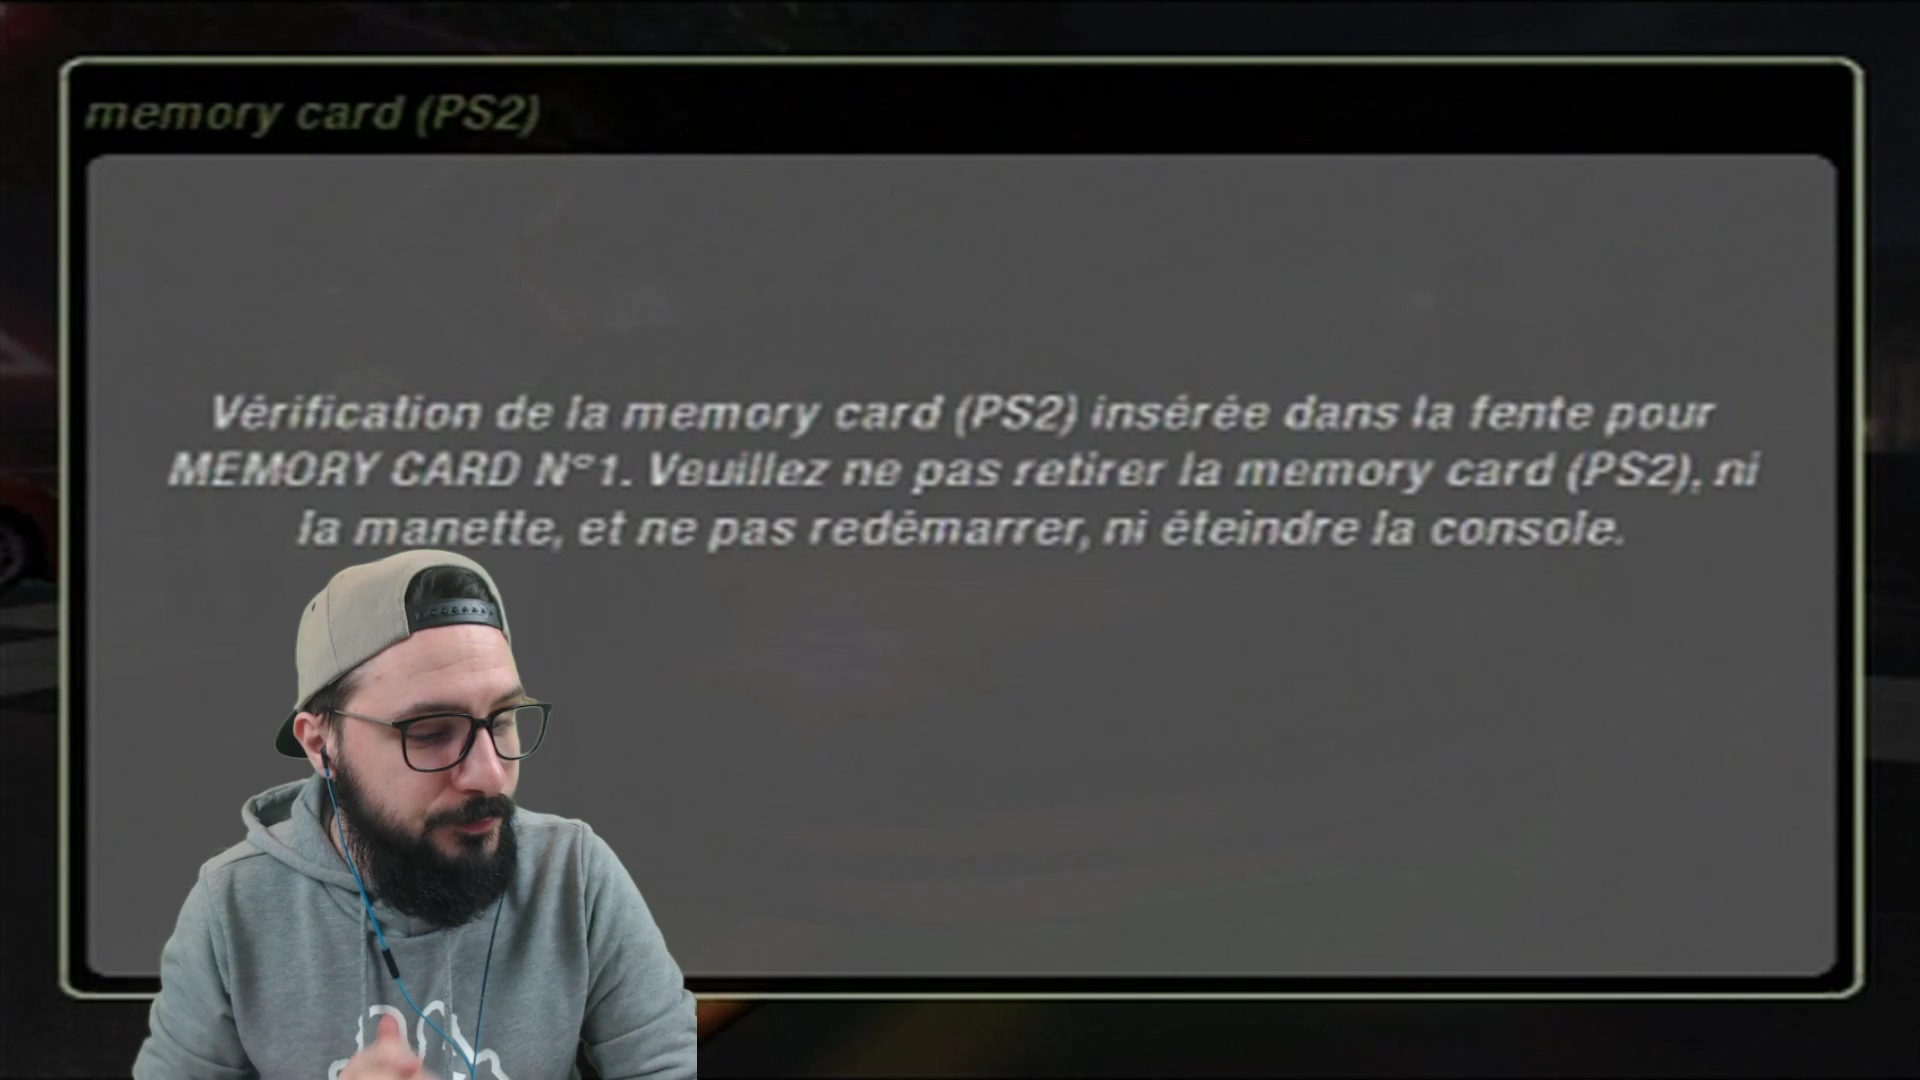 memory card (PS2)
Vérification de la memory card (PS2) insérée dans la fente pour
MEMORY CARD N°1. Veuillez ne pas retirer la memory card (PS2), ni
la manette, et ne pas redémarrer, ni éteindre la console.